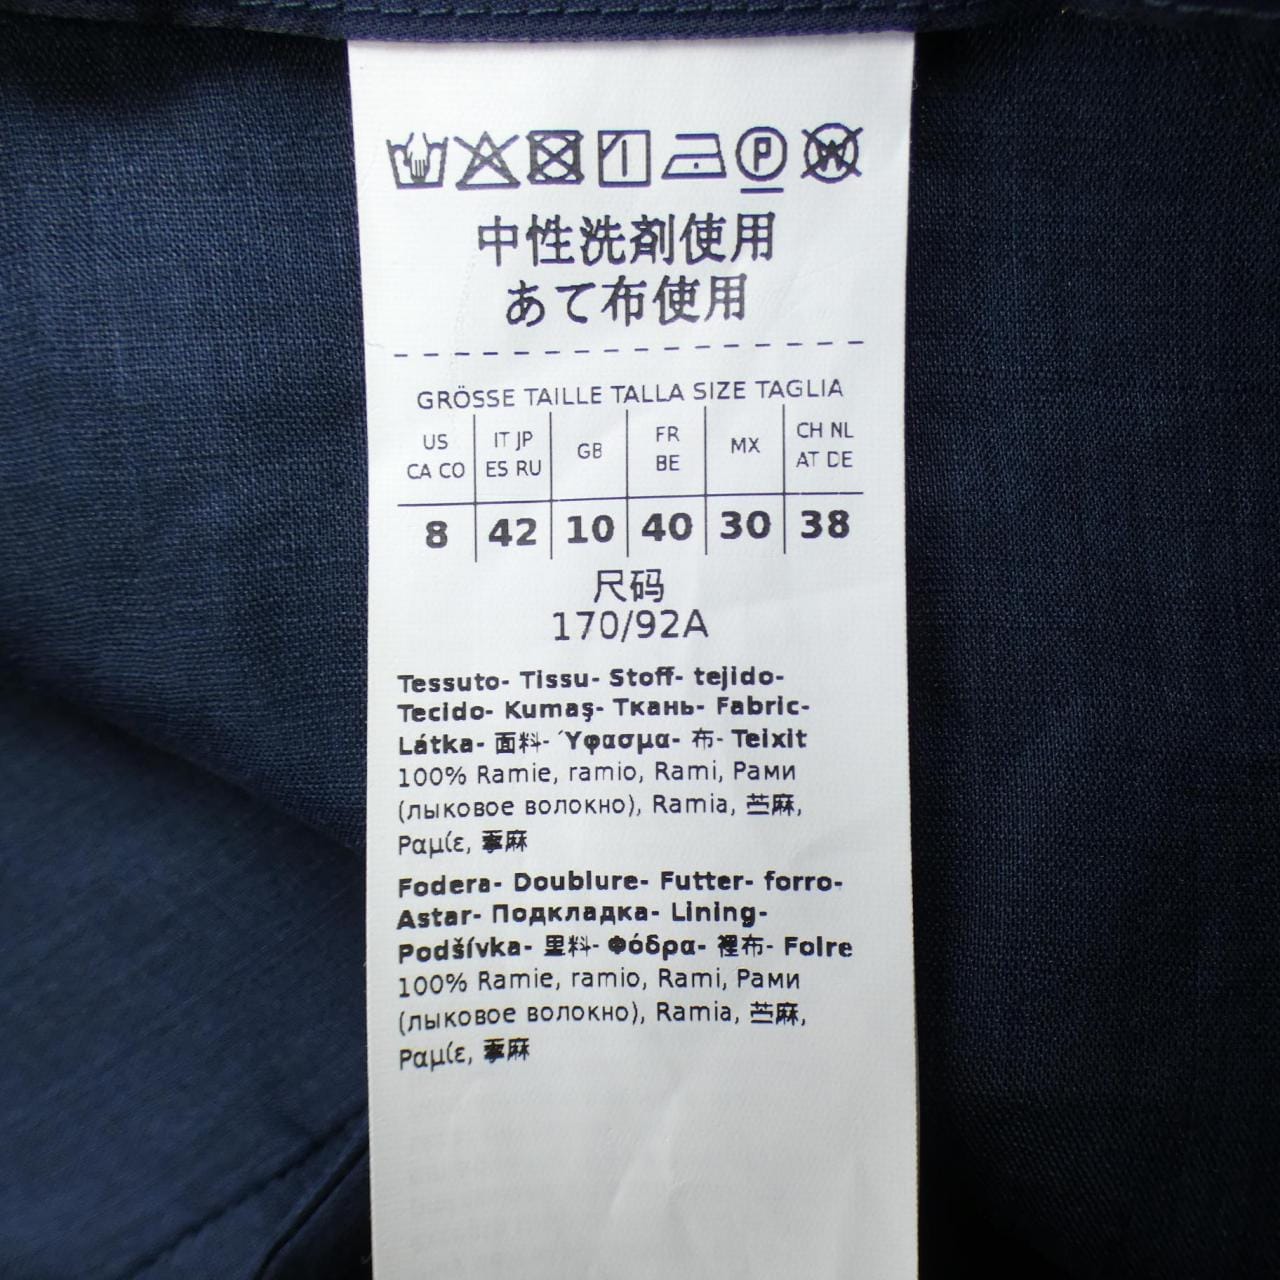 中性洗剤使用
あて布使用
GRÖSSE TAILLE TALLA SIZE TAGLIA
US CA CO IT JP ES RU GB FR BE MX CH NL AT DE
8 42 10 40 30 38
尺码
170/92A
Tessuto- Tissu- Stoff- tejido-
Tecido- Kumaş- Ткань- Fabric-
Látka- 面料- Ύφασμα- 布- Teixit
100% Ramie, ramio, Rami, Рами
(лыковое волокно), Ramia, 苎麻,
Ραμίε, 麻
Fodera- Doublure- Futter- forro-
Astar- Подкладка- Lining-
Podšívka- 里料- Φόδρα- 裡布- Folre
100% Ramie, ramio, Rami, Рами
(лыковое волокно), Ramia, 苎麻,
Ραμίε, 麻